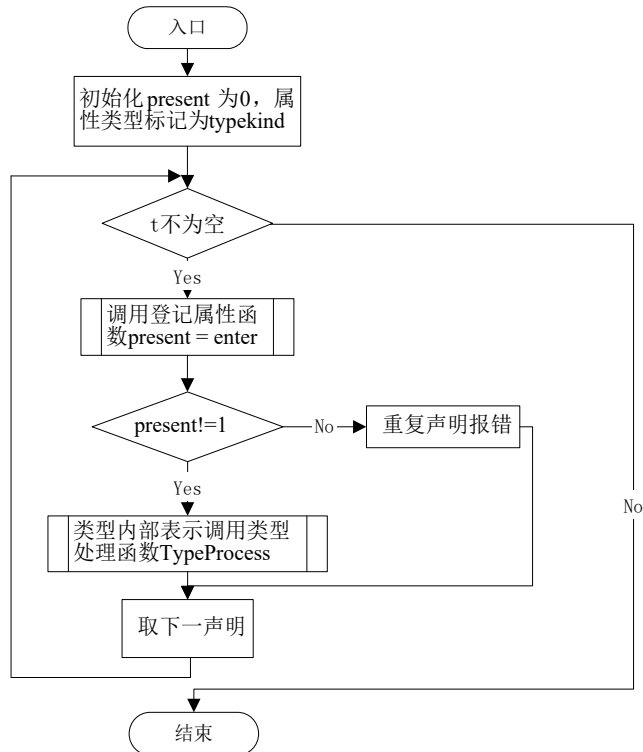 入口
初始化present 为0，属
性类型标记为typekind
t不为空
Yes
调用登记属性函
数present = enter
present!=1
No
重复声明报错
Yes
No
类型内部表示调用类型
处理函数TypeProcess
取下一声明
结束